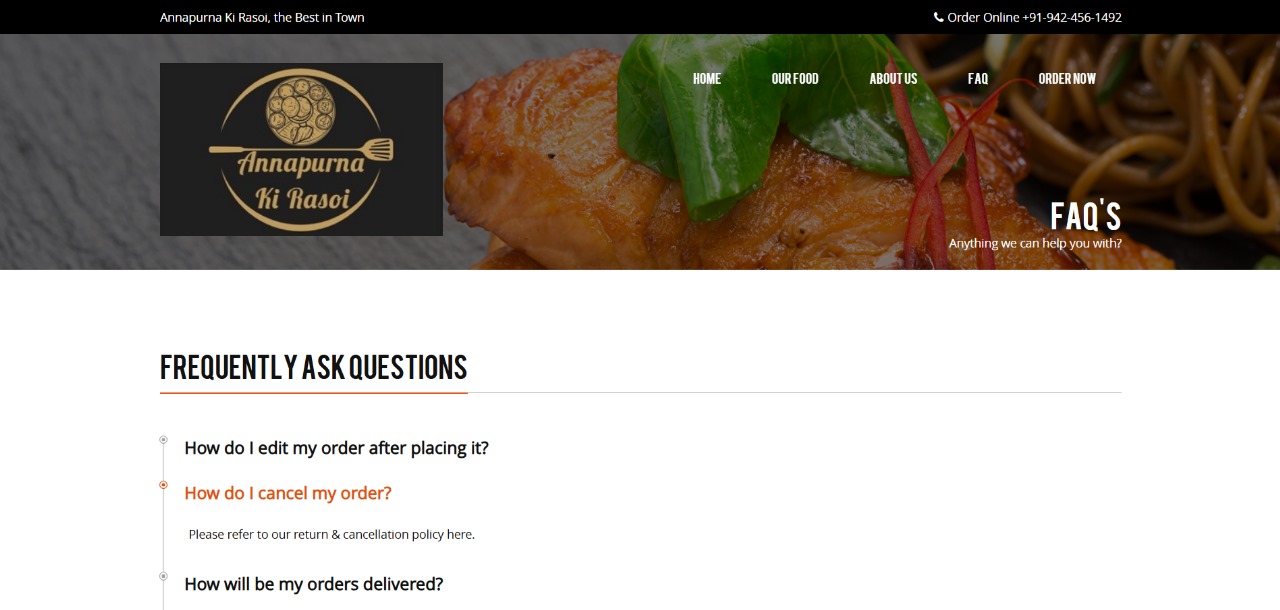 Annapurna Ki Rasoi, the Best in Town
Order Online +91-942-456-1492
Annapurna
Ki Rasoi
HOME
OUR FOOD
ABOUT US
FAQ
ORDER NOW
FAQ'S
Anything we can help you with?
FREQUENTLY ASK QUESTIONS
How do I edit my order after placing it?
How do I cancel my order?
Please refer to our return & cancellation policy here.
How will be my orders delivered?